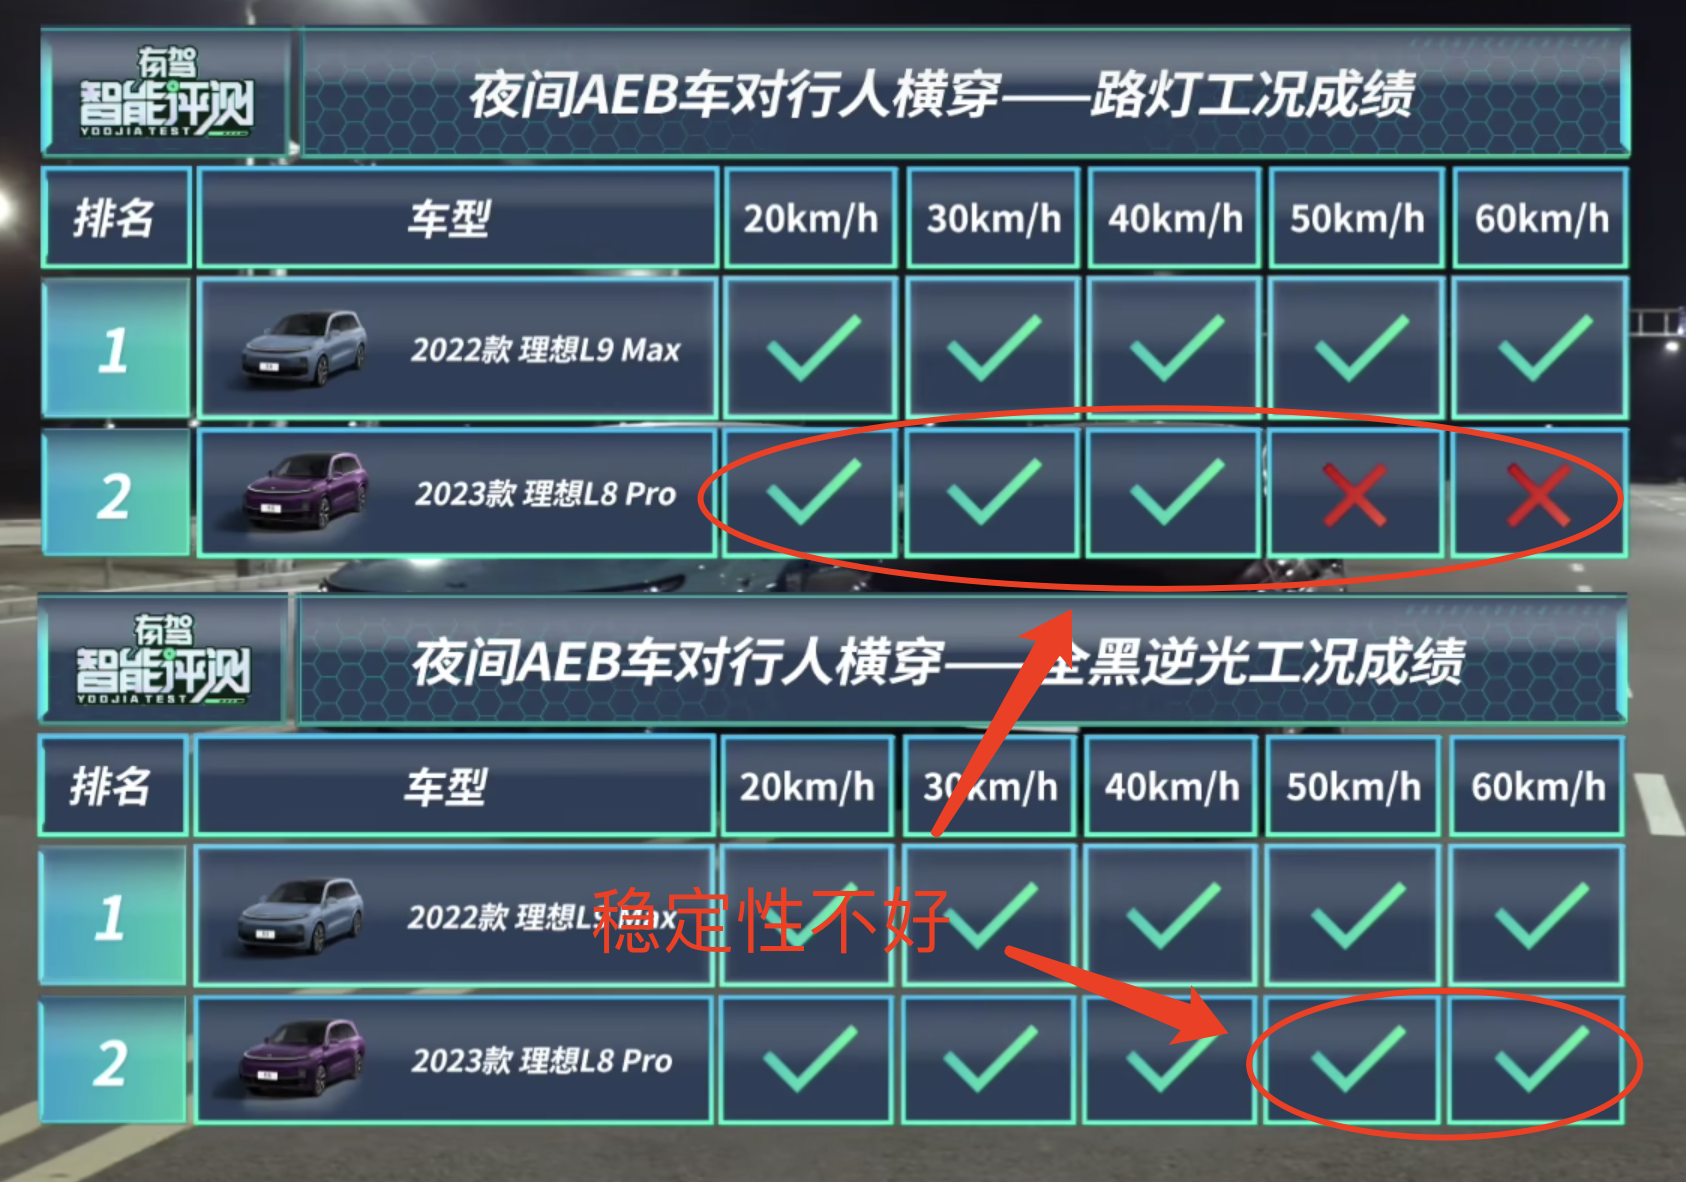 有驾
智能评测
YOOJIA TEST
夜间AEB车对行人横穿——路灯工况成绩
排名 车型 20km/h 30km/h 40km/h 50km/h 60km/h
1 2022款 理想L9 Max
2 2023款 理想L8 Pro
有驾
智能评测
YOOJIA TEST
夜间AEB车对行人横穿——全黑逆光工况成绩
排名 车型 20km/h 30km/h 40km/h 50km/h 60km/h
1 2022款 理想L9 Max
稳定性不好
2 2023款 理想L8 Pro